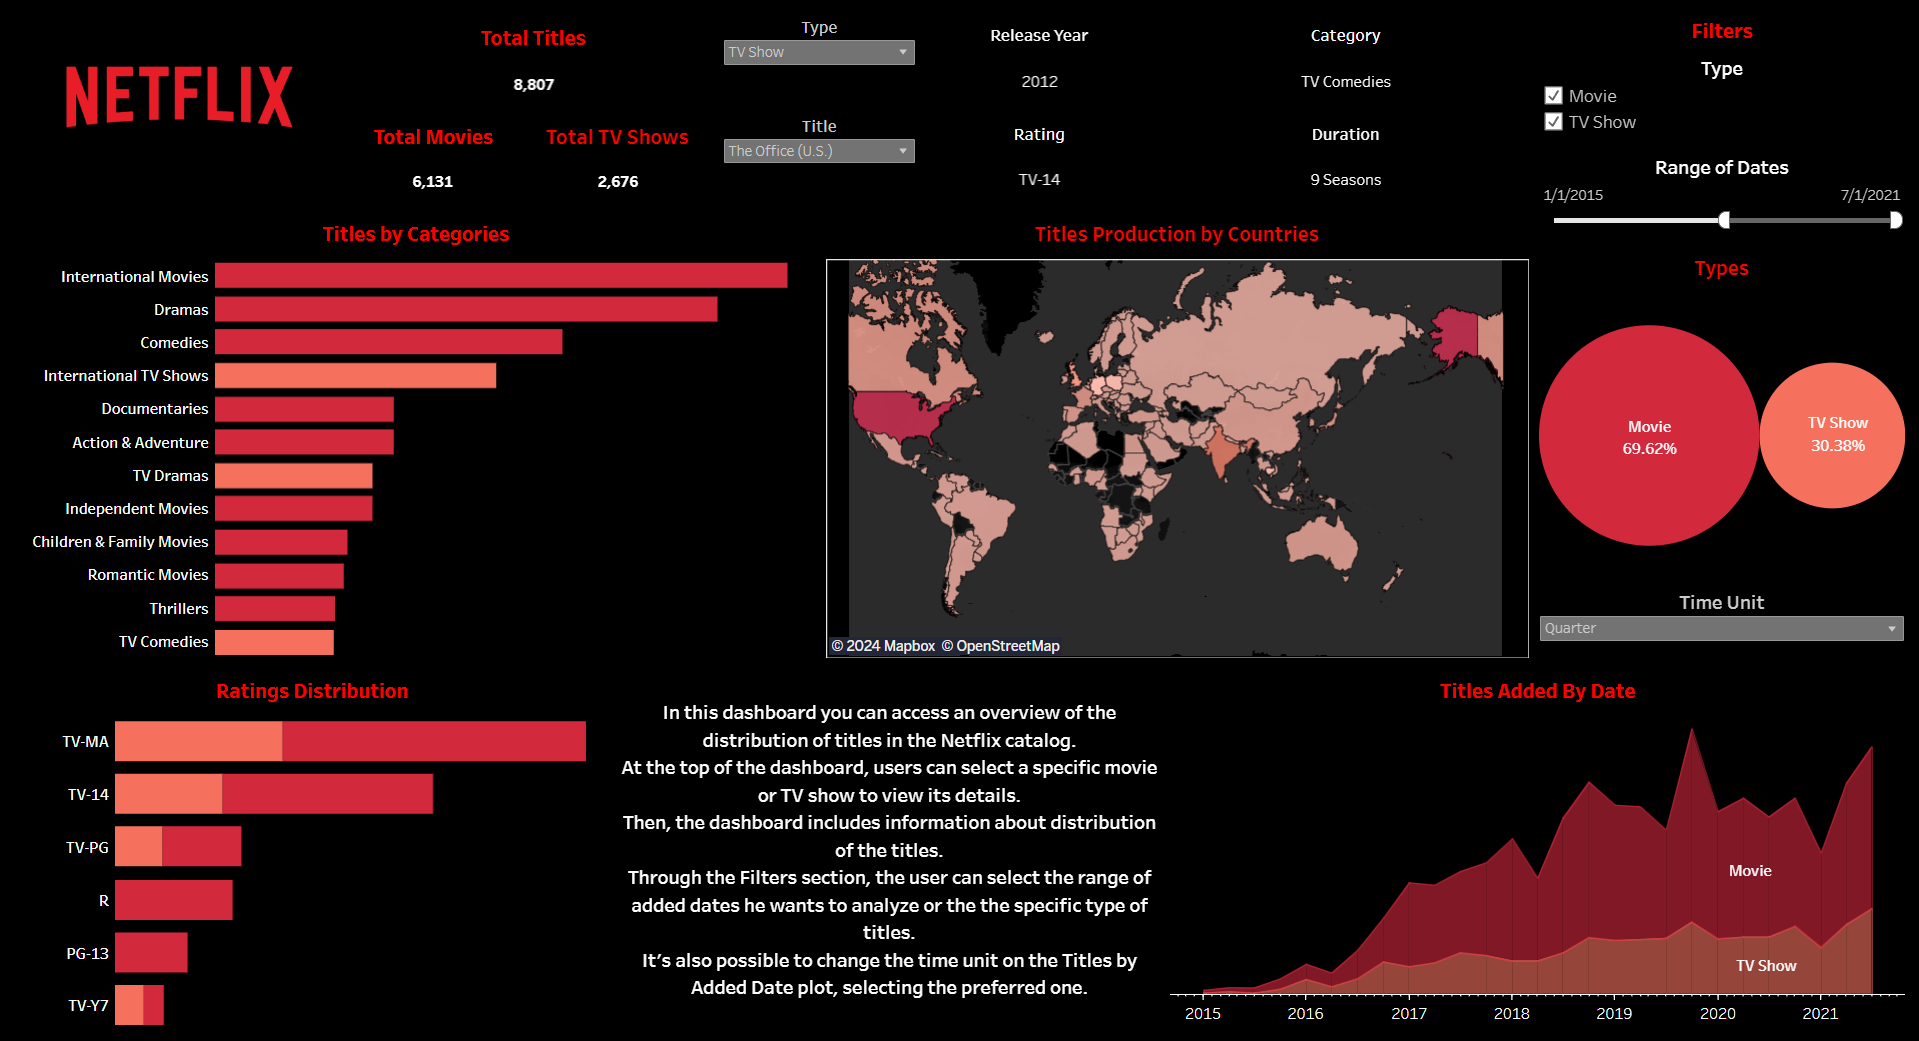 NETFLIX
Total Titles
8,807
Total Movies
6,131
Total TV Shows
2,676
Type
TV Show
Title
The Office (U.S.)
Release Year
2012
Category
TV Comedies
Rating
TV-14
Duration
9 Seasons
Filters
Type
Movie
TV Show
Range of Dates
1/1/2015
7/1/2021
Titles by Categories
International Movies
Dramas
Comedies
International TV Shows
Documentaries
Action & Adventure
TV Dramas
Independent Movies
Children & Family Movies
Romantic Movies
Thrillers
TV Comedies
Titles Production by Countries
© 2024 Mapbox © OpenStreetMap
Types
Movie
69.62%
TV Show
30.38%
Time Unit
Quarter
Ratings Distribution
TV-MA
TV-14
TV-PG
R
PG-13
TV-Y7
In this dashboard you can access an overview of the
distribution of titles in the Netflix catalog.
At the top of the dashboard, users can select a specific movie
or TV show to view its details.
Then, the dashboard includes information about distribution
of the titles.
Through the Filters section, the user can select the range of
added dates he wants to analyze or the the specific type of
titles.
It's also possible to change the time unit on the Titles by
Added Date plot, selecting the preferred one.
Titles Added By Date
Movie
TV Show
2015
2016
2017
2018
2019
2020
2021